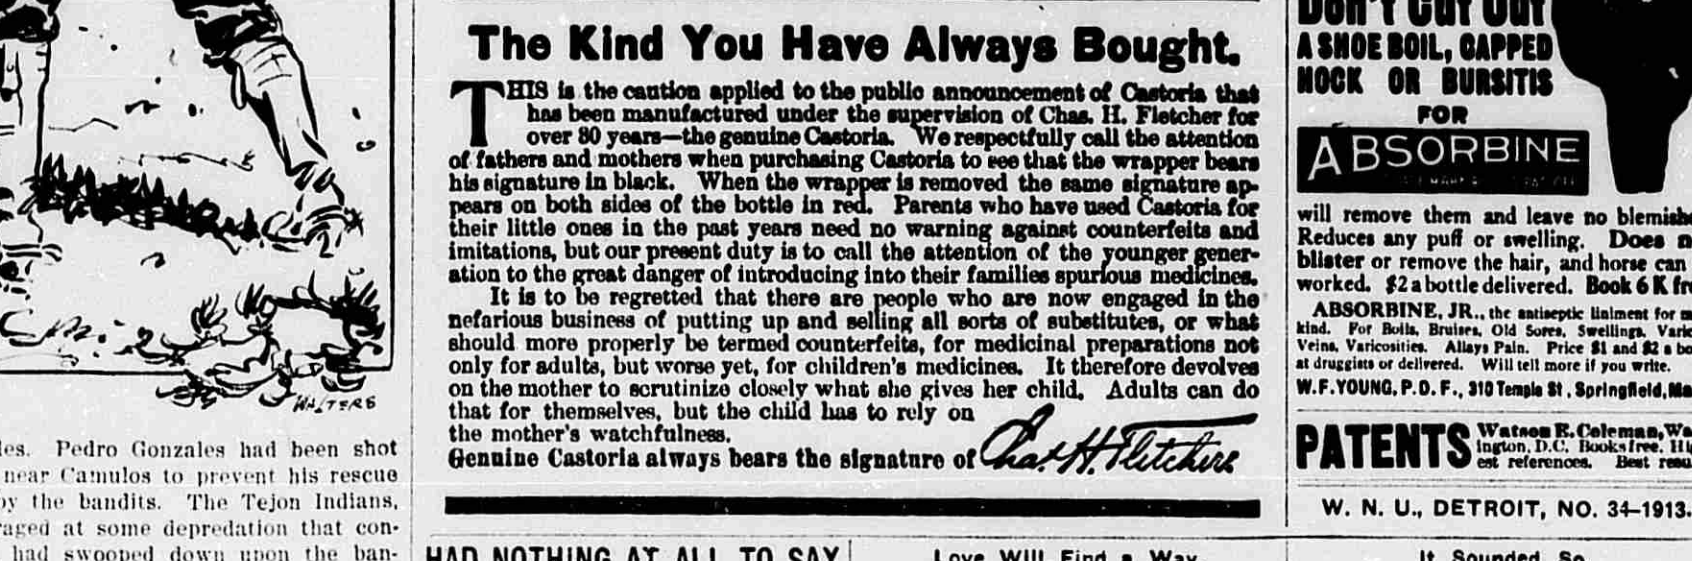 WALTERS
Pedro Gonzales had been shot
near Camulos to prevent his rescue
by the bandits. The Tejon Indians,
at some depredation that con-
had swooped down upon the ban-
The Kind You Have Always Bought.
THIS is the caution applied to the public announcement of Castoria that
has been manufactured under the supervision of Chas. H. Fletcher for
over 30 years—the genuine Castoria. We respectfully call the attention
of fathers and mothers when purchasing Castoria to see that the wrapper bears
his signature in black. When the wrapper is removed the same signature ap-
pears on both sides of the bottle in red. Parents who have used Castoria for
their little ones in the past years need no warning against counterfeits and
imitations, but our present duty is to call the attention of the younger gener-
ation to the great danger of introducing into their families spurious medicines.
It is to be regretted that there are people who are now engaged in the
nefarious business of putting up and selling all sorts of substitutes, or what
should more properly be termed counterfeits, for medicinal preparations not
only for adults, but worse yet, for children's medicines. It therefore devolves
on the mother to scrutinize closely what she gives her child. Adults can do
that for themselves, but the child has to rely on
the mother's watchfulness.
Genuine Castoria always bears the signature of Chas. H. Fletcher
HAD NOTHING AT ALL TO SAY
Love Will Find a Way.
Don't Cut Out
A SHOE BOIL, CAPPED
HOCK OR BURSITIS
FOR
ABSORBINE
will remove them and leave no
Reduces any puff or swelling. Does
blister or remove the hair, and horse can
worked. $2 a bottle delivered. Book 6 K
ABSORBINE, JR., the antiseptic liniment for
kind. For Boils, Bruises, Old Sores, Swellings,
Veins, Varicosities. Allays Pain. Price $1 and $2 a
at druggists or delivered. Will tell more if you write.
W. F. YOUNG, P. D. F., 310 Temple St., Springfield,
PATENTS Watson E. Coleman,
ington, D.C. Books free.
est references. Best
W. N. U., DETROIT, NO. 34-1913.
It Sounded So